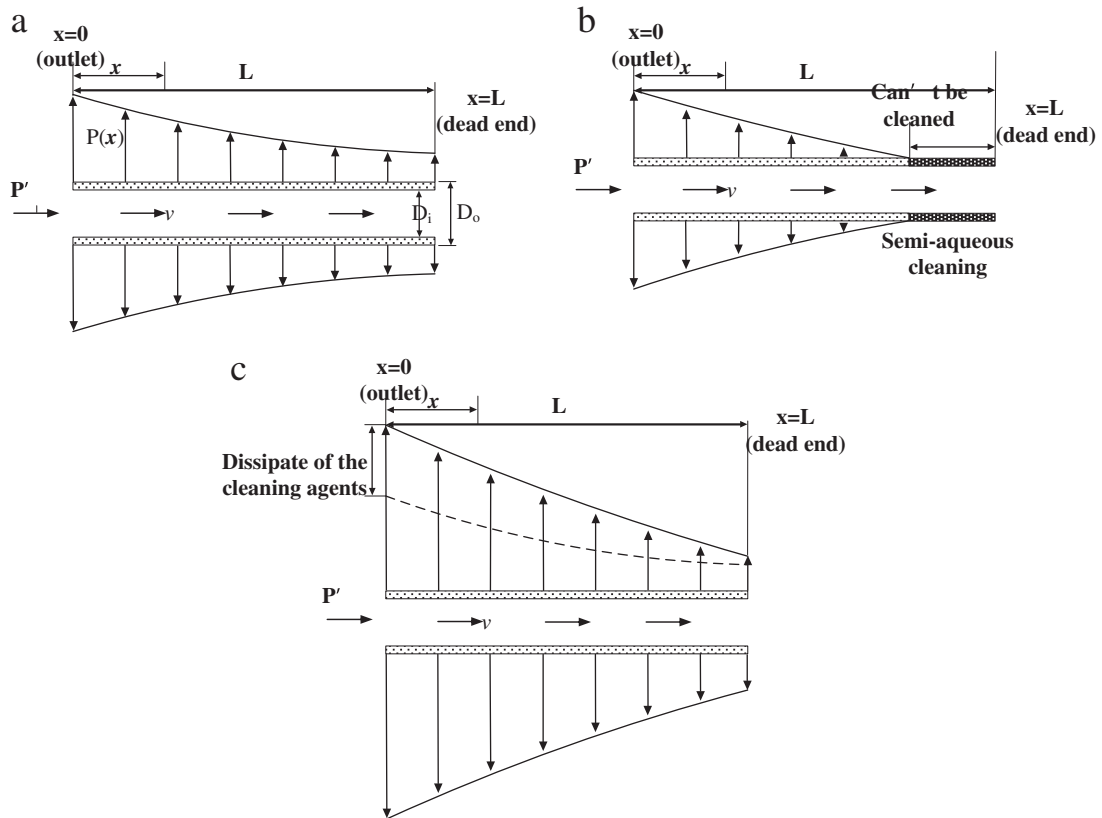 a
x=0
(outlet)
x
L
x=L
(dead end)
P(x)
P'
v
Di
Do
b
x=0
(outlet)
x
L
Can' t be
cleaned
x=L
(dead end)
P'
v
Semi-aqueous
cleaning
c
x=0
(outlet)
x
L
x=L
(dead end)
Dissipate of the
cleaning agents
P'
v